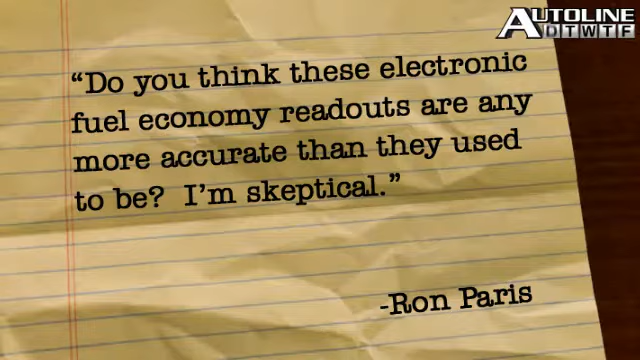 AUTOLINE
DTWTF
“Do you think these electronic
fuel economy readouts are any
more accurate than they used
to be?  I’m skeptical.”
-Ron Paris